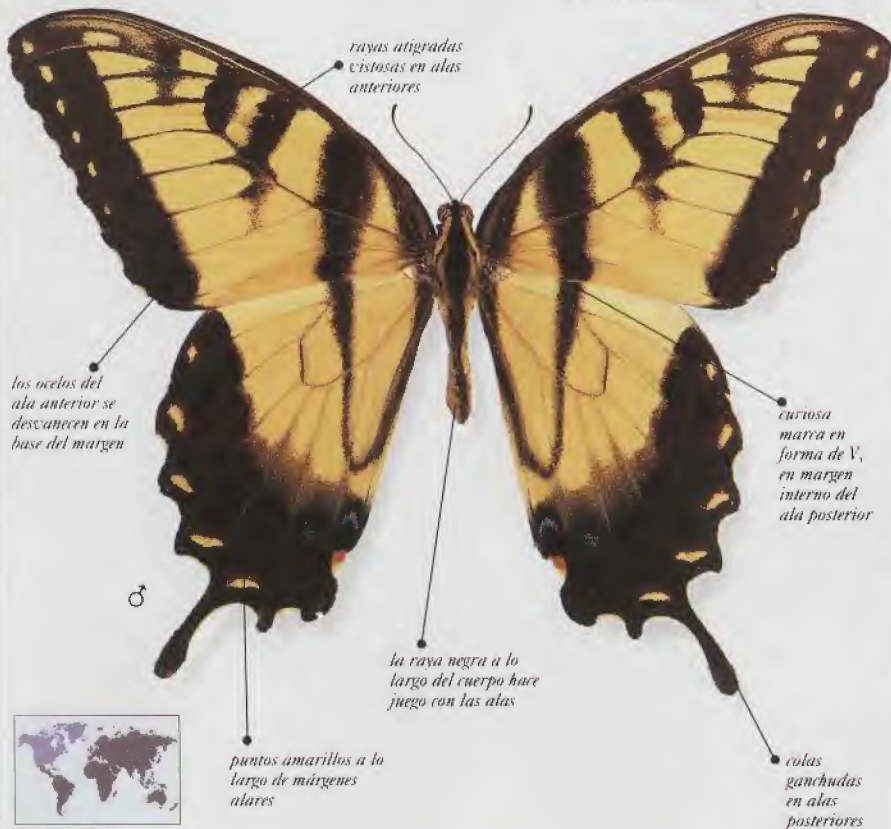 rayas atigradas
vistosas en alas
anteriores
los ocelos del
ala anterior se
desvanecen en la
base del margen
curiosa
marca en
forma de V,
en margen
interno del
ala posterior
♂
la raya negra a lo
largo del cuerpo hace
juego con las alas
puntos amarillos a lo
largo de márgenes
alares
colas
ganchudas
en alas
posteriores